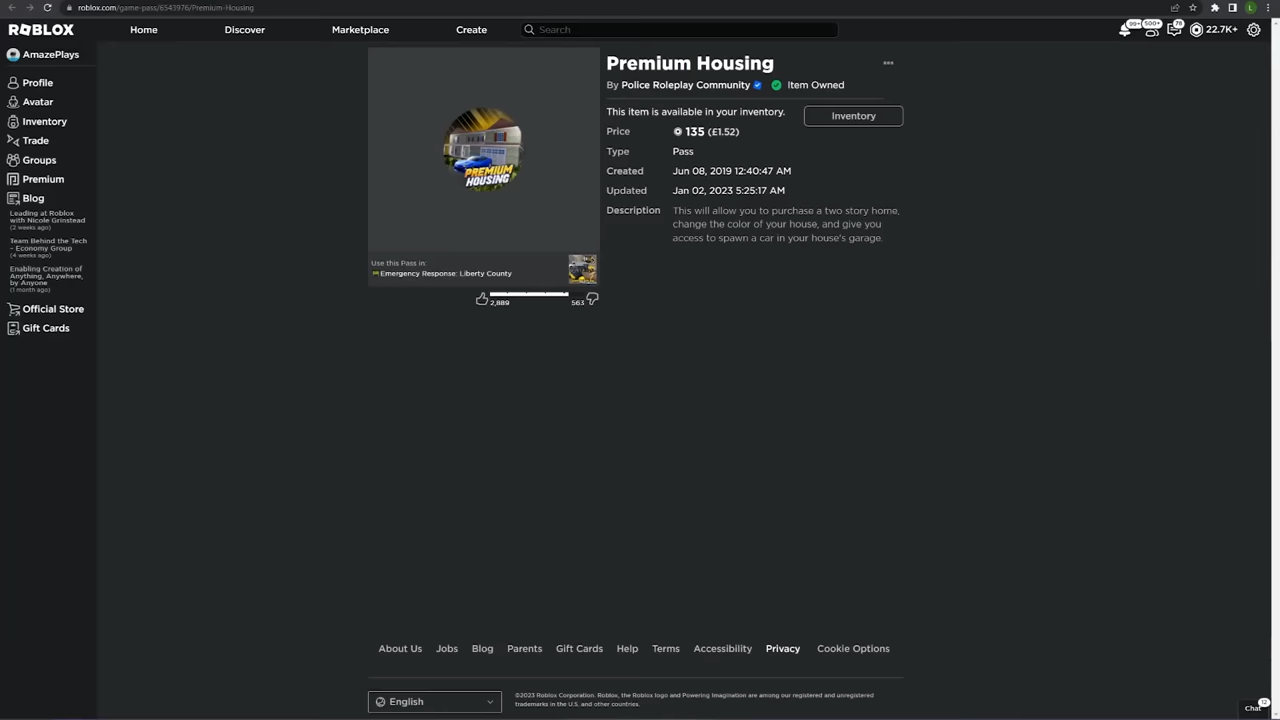 roblox.com/game-pass/6543976/Premium-Housing
ROBLOX
Home
Discover
Marketplace
Create
Search
99+
500+
78
22.7K+
AmazePlays
Profile
Avatar
Inventory
Trade
Groups
Premium
Blog
Leading at Roblox
with Nicole Grinstead
(2 weeks ago)
Team Behind the Tech
- Economy Group
(4 weeks ago)
Enabling Creation of
Anything, Anywhere,
by Anyone
(1 month ago)
Official Store
Gift Cards
PREMIUM
HOUSING
Use this Pass in:
Emergency Response: Liberty County
2,889
563
Premium Housing
By Police Roleplay Community
Item Owned
This item is available in your inventory.
Inventory
Price 135 (£1.52)
Type Pass
Created Jun 08, 2019 12:40:47 AM
Updated Jan 02, 2023 5:25:17 AM
Description This will allow you to purchase a two story home,
change the color of your house, and give you
access to spawn a car in your house's garage.
About Us
Jobs
Blog
Parents
Gift Cards
Help
Terms
Accessibility
Privacy
Cookie Options
English
©2023 Roblox Corporation. Roblox, the Roblox logo and Powering Imagination are among our registered and unregistered
trademarks in the U.S. and other countries.
Chat
12